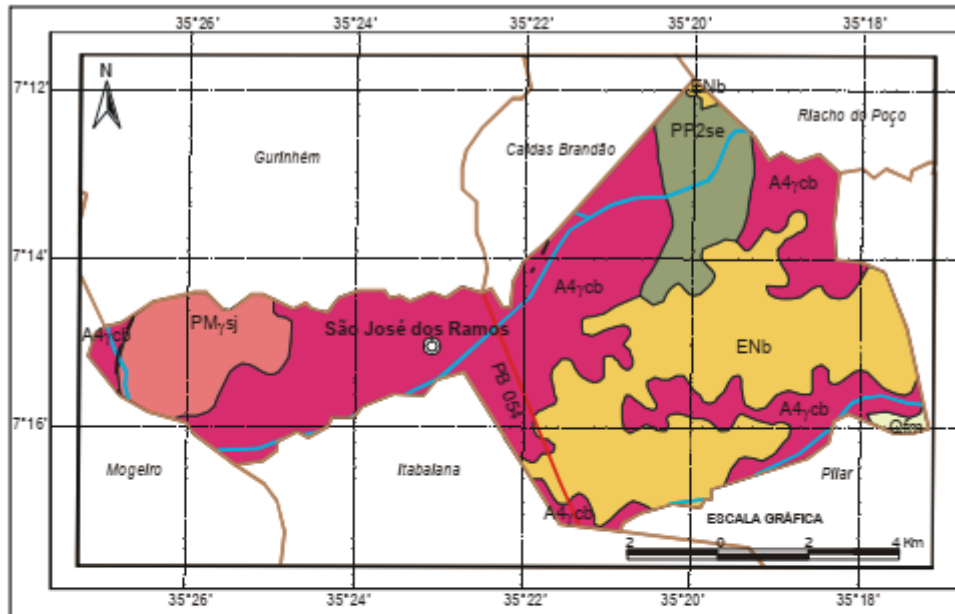 35°26' 35°24' 35°22' 35°20' 35°18'
N
7°12'
ENb
Riacho do Poço
PP2se
Caldas Brandão
Gurinhém
A4γcb
7°14'
A4γcb
PMγsj
São José dos Ramos
A4γcb
ENb
PB 054
A4γcb
7°16'
Qfm
Mogeiro
Itabaiana
Pilar
A4γcb
ESCALA GRÁFICA
2 0 2 4 Km
35°26' 35°24' 35°22' 35°20' 35°18'